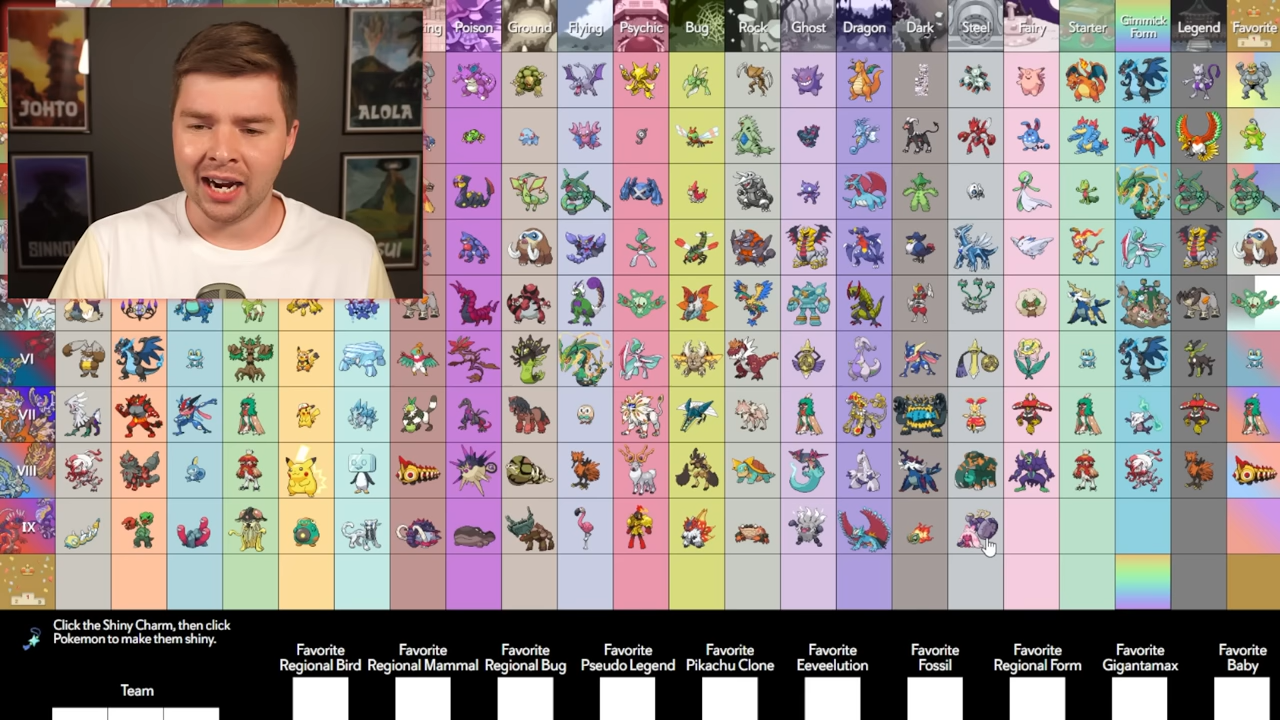 JOHTO
ALOLA
SINNOH
Poison
Ground
Flying
Psychic
Bug
Rock
Ghost
Dragon
Dark
Steel
Fairy
Starter
Gimmick
Form
Legend
Favorite
VI
VII
VIII
IX
Click the Shiny Charm, then click
Pokemon to make them shiny.
Team
Favorite
Regional Bird
Favorite
Regional Mammal
Favorite
Regional Bug
Favorite
Pseudo Legend
Favorite
Pikachu Clone
Favorite
Eeveelution
Favorite
Fossil
Favorite
Regional Form
Favorite
Gigantamax
Favorite
Baby